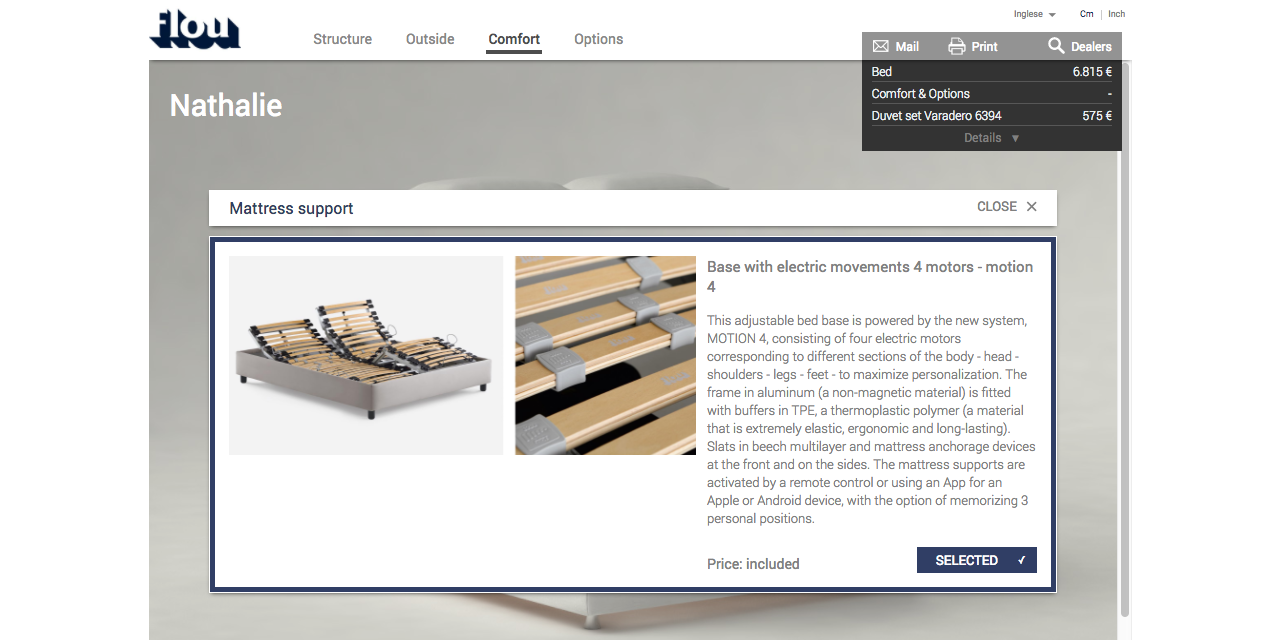 flou
Inglese
Cm | Inch
Structure
Outside
Comfort
Options
Mail
Print
Dealers
Bed 6.815 €
Comfort & Options -
Duvet set Varadero 6394 575 €
Details ▼
Nathalie
Mattress support
CLOSE ✕
Base with electric movements 4 motors - motion
4
This adjustable bed base is powered by the new system,
MOTION 4, consisting of four electric motors
corresponding to different sections of the body - head -
shoulders - legs - feet - to maximize personalization. The
frame in aluminum (a non-magnetic material) is fitted
with buffers in TPE, a thermoplastic polymer (a material
that is extremely elastic, ergonomic and long-lasting).
Slats in beech multilayer and mattress anchorage devices
at the front and on the sides. The mattress supports are
activated by a remote control or using an App for an
Apple or Android device, with the option of memorizing 3
personal positions.
Price: included
SELECTED ✓